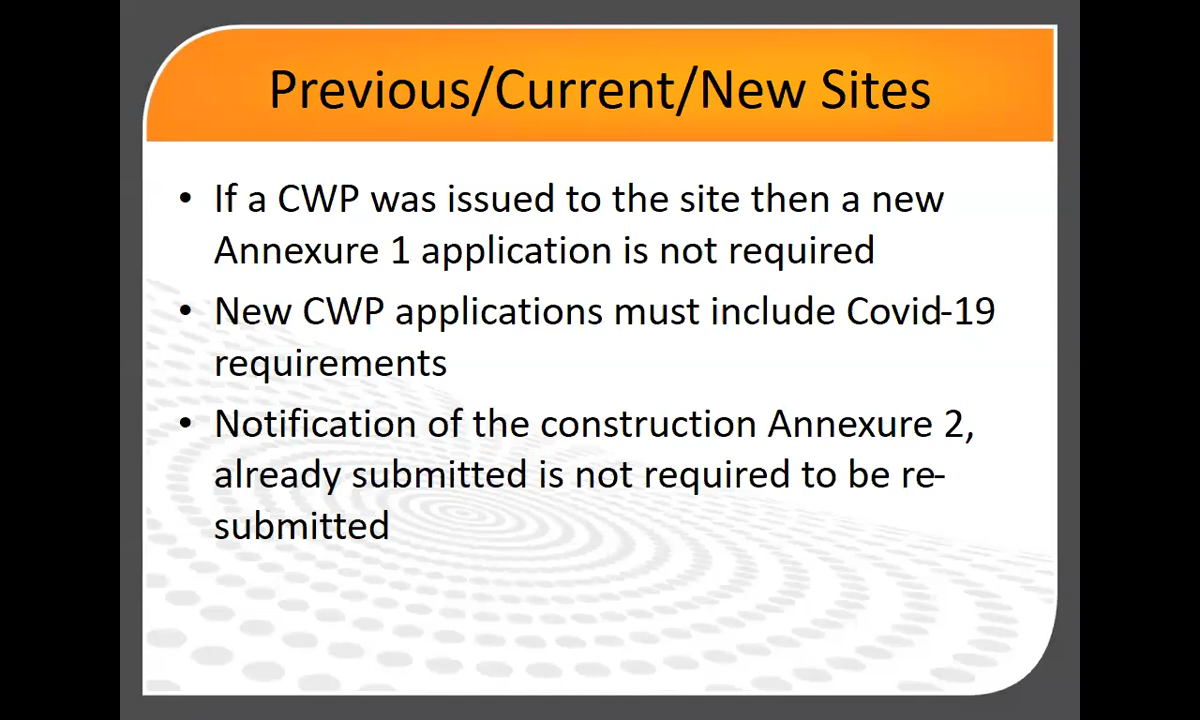 Previous/Current/New Sites
• If a CWP was issued to the site then a new
Annexure 1 application is not required
• New CWP applications must include Covid-19
requirements
• Notification of the construction Annexure 2,
already submitted is not required to be re-
submitted